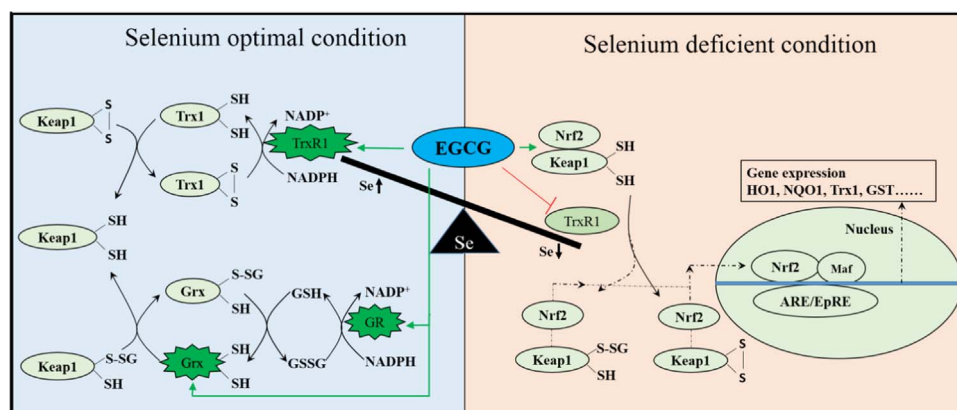 Selenium optimal condition
Selenium deficient condition
Keap1
S
S
Trx1
SH
SH
NADP+
TrxR1
EGCG
Nrf2
Keap1
SH
SH
Trx1
S
S
NADPH
Se
TrxR1
Se
Se
Gene expression
HO1, NQO1, Trx1, GST......
Nucleus
Nrf2
Maf
ARE/EpRE
Keap1
SH
SH
Grx
S-SG
SH
GSH
NADP+
GR
Keap1
S-SG
SH
Grx
SH
SH
GSSG
NADPH
Nrf2
Keap1
S-SG
SH
Nrf2
Keap1
S
S